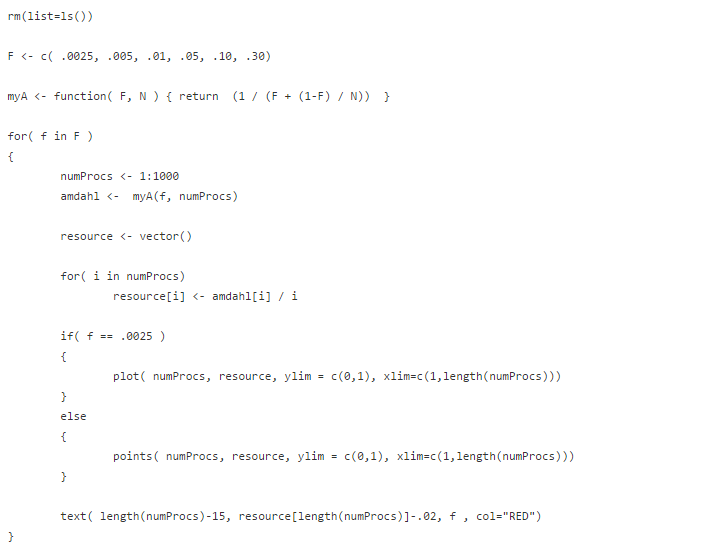 rm(list=ls())
F <- c( .0025, .005, .01, .05, .10, .30)
myA <- function( F, N ) { return  (1 / (F + (1-F) / N))  }
for( f in F )
{
        numProcs <- 1:1000
        amdahl <-  myA(f, numProcs)
        resource <- vector()
        for( i in numProcs)
                resource[i] <- amdahl[i] / i
        if( f == .0025 )
        {
                plot( numProcs, resource, ylim = c(0,1), xlim=c(1,length(numProcs)))
        }
        else
        {
                points( numProcs, resource, ylim = c(0,1), xlim=c(1,length(numProcs)))
        }
        text( length(numProcs)-15, resource[length(numProcs)]-.02, f , col="RED")
}